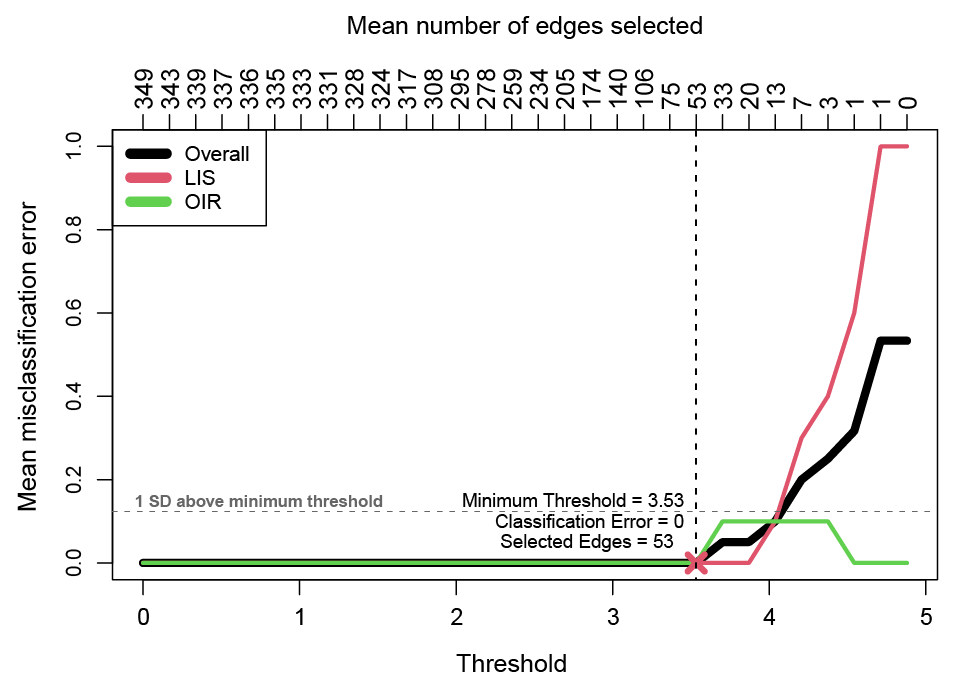 Mean number of edges selected
349 343 339 337 336 335 333 331 328 324 317 308 295 278 259 234 205 174 140 106 75 53 33 20 13 7 3 1 1 0
Overall
LIS
OIR
Mean misclassification error
1.0
0.8
0.6
0.4
0.2
0.0
1 SD above minimum threshold
Minimum Threshold = 3.53
Classification Error = 0
Selected Edges = 53
0 1 2 3 4 5
Threshold